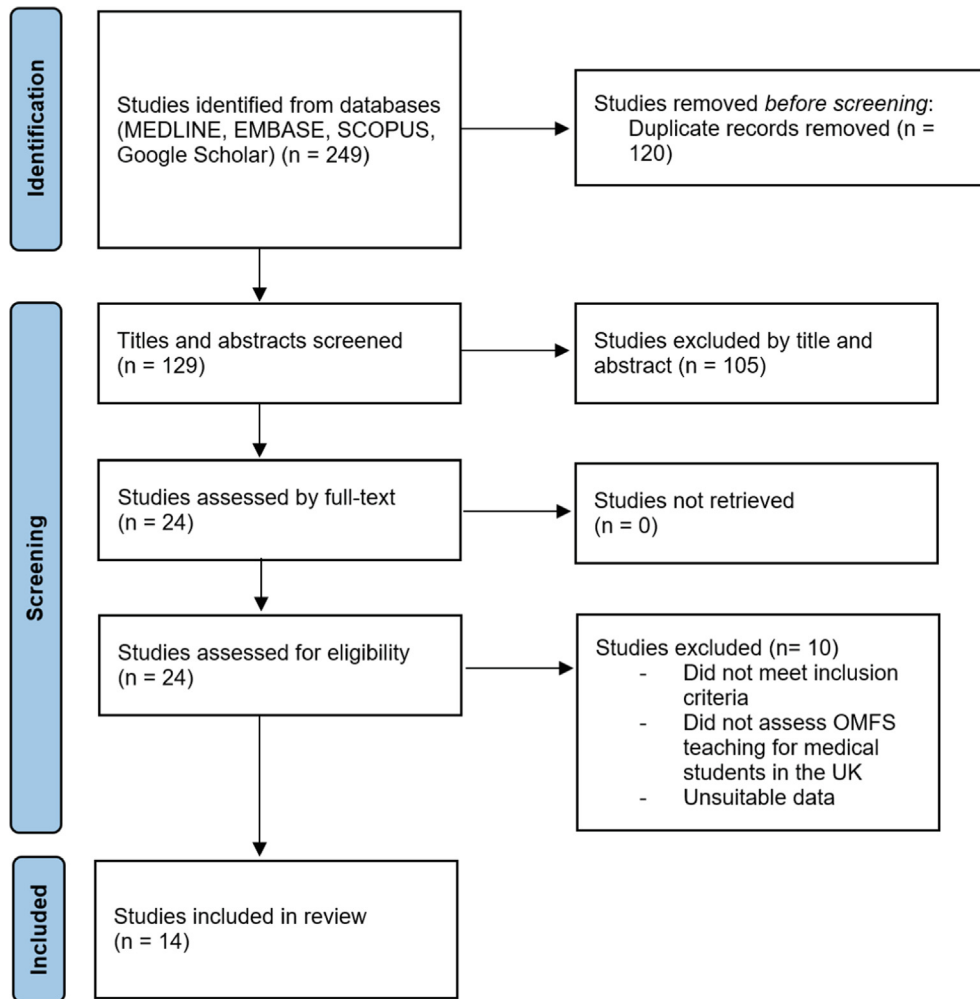 Identification
Studies identified from databases
(MEDLINE, EMBASE, SCOPUS,
Google Scholar) (n = 249)
Studies removed before screening:
Duplicate records removed (n =
120)
Screening
Titles and abstracts screened
(n = 129)
Studies excluded by title and
abstract (n = 105)
Studies assessed by full-text
(n = 24)
Studies not retrieved
(n = 0)
Studies assessed for eligibility
(n = 24)
Studies excluded (n= 10)
- Did not meet inclusion
criteria
- Did not assess OMFS
teaching for medical
students in the UK
- Unsuitable data
Included
Studies included in review
(n = 14)